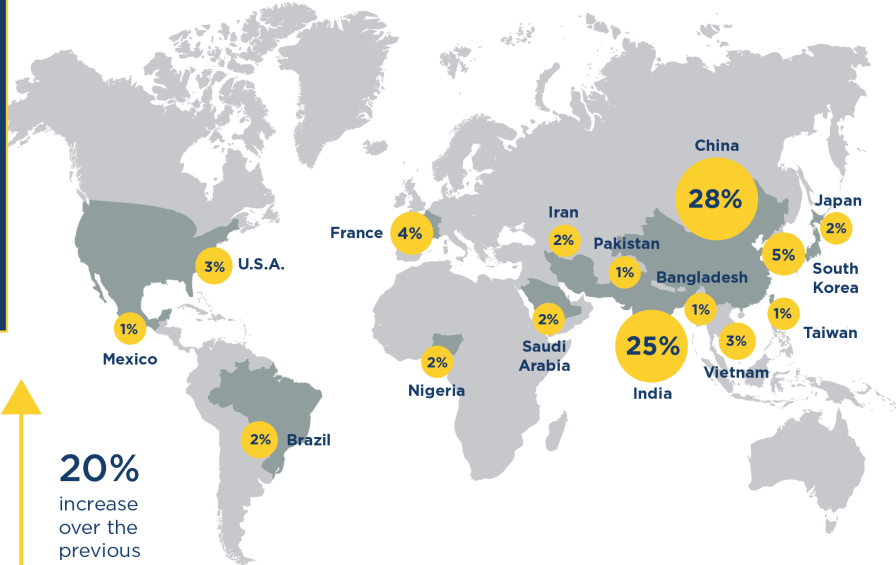 China
28%
Japan
2%
France
4%
Iran
2%
Pakistan
1%
5%
South
Korea
3%
U.S.A.
Bangladesh
1%
1%
Taiwan
1%
Mexico
2%
Saudi
Arabia
25%
India
3%
Vietnam
2%
Nigeria
2%
Brazil
20%
increase
over the
previous